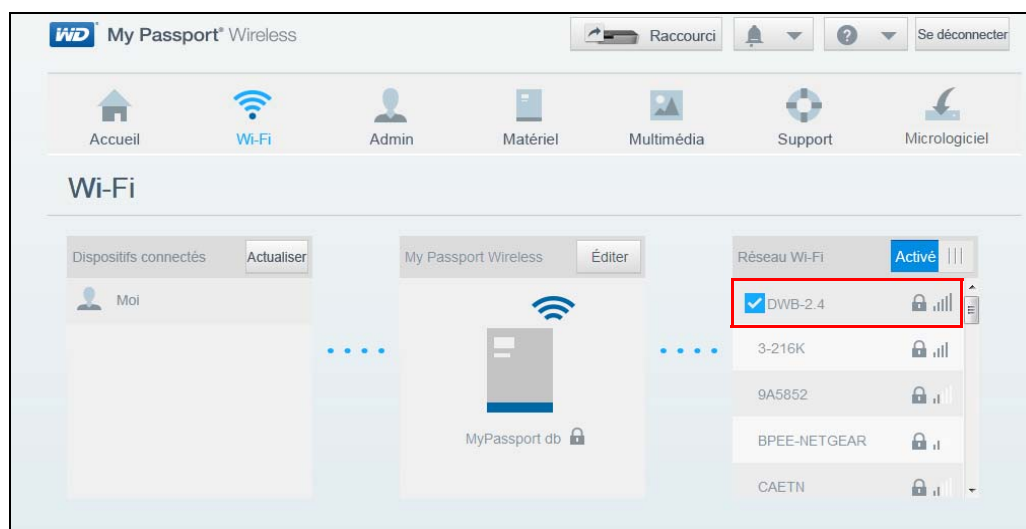 WD My Passport® Wireless
Raccourci
Se déconnecter
Accueil
Wi-Fi
Admin
Matériel
Multimédia
Support
Micrologiciel
Wi-Fi
Dispositifs connectés
Actualiser
Moi
My Passport Wireless
Éditer
MyPassport db
Réseau Wi-Fi
Activé
DWB-2.4
3-216K
9A5852
BPEE-NETGEAR
CAETN